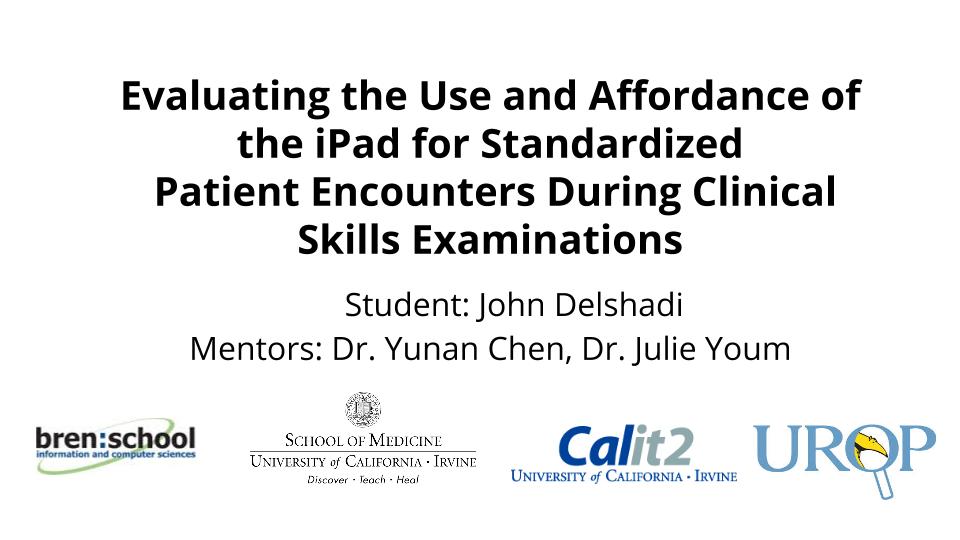 Evaluating the Use and Affordance of
the iPad for Standardized
Patient Encounters During Clinical
Skills Examinations
Student: John Delshadi
Mentors: Dr. Yunan Chen, Dr. Julie Youm
bren:school
information and computer sciences
SCHOOL OF MEDICINE
UNIVERSITY of CALIFORNIA · IRVINE
Discover · Teach · Heal
Calit2
UNIVERSITY of CALIFORNIA · IRVINE
UROP